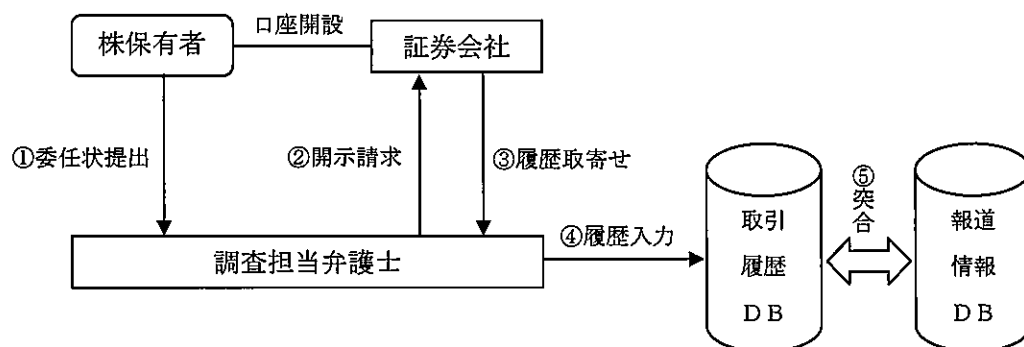 株保有者
口座開設
証券会社
①委任状提出
②開示請求
③履歴取寄せ
調査担当弁護士
④履歴入力
取引
履歴
ＤＢ
⑤突合
報道
情報
ＤＢ